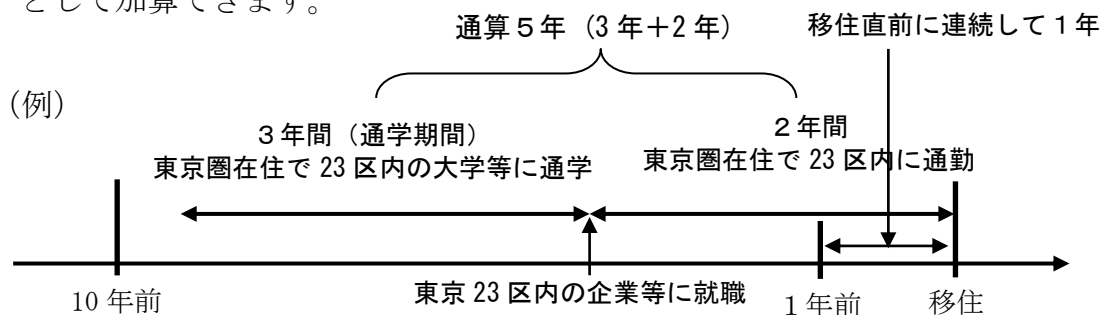 として加算できます。
通算５年（3年＋2年）
移住直前に連続して１年
（例）
３年間（通学期間）
東京圏在住で 23 区内の大学等に通学
２年間
東京圏在住で 23 区内に通勤
10 年前
東京 23 区内の企業等に就職
１年前
移住